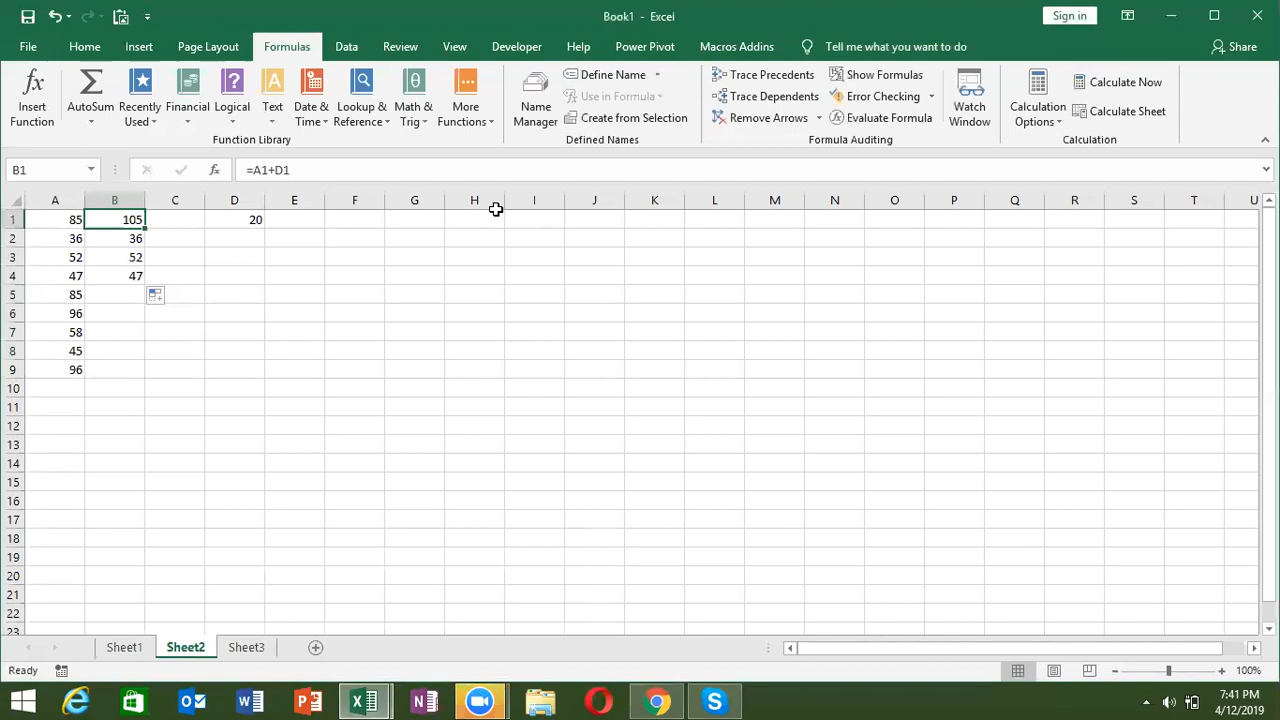 Book1 - Excel
Sign in
File Home Insert Page Layout Formulas Data Review View Developer Help Power Pivot Macros Addins Tell me what you want to do Share
Insert Function
AutoSum
Recently Used
Financial
Logical
Text
Date & Time
Lookup & Reference
Math & Trig
More Functions
Function Library
Name Manager
Define Name
Use in Formula
Create from Selection
Defined Names
Trace Precedents
Trace Dependents
Remove Arrows
Show Formulas
Error Checking
Evaluate Formula
Formula Auditing
Watch Window
Calculation Options
Calculate Now
Calculate Sheet
Calculation
B1 fx =A1+D1
A B C D E F G H I J K L M N O P Q R S T U
1 85 105 20
2 36 36
3 52 52
4 47 47
5 85
6 96
7 58
8 45
9 96
10
11
12
13
14
15
16
17
18
19
20
21
22
23
Sheet1 Sheet2 Sheet3
Ready 100%
7:41 PM
4/12/2019